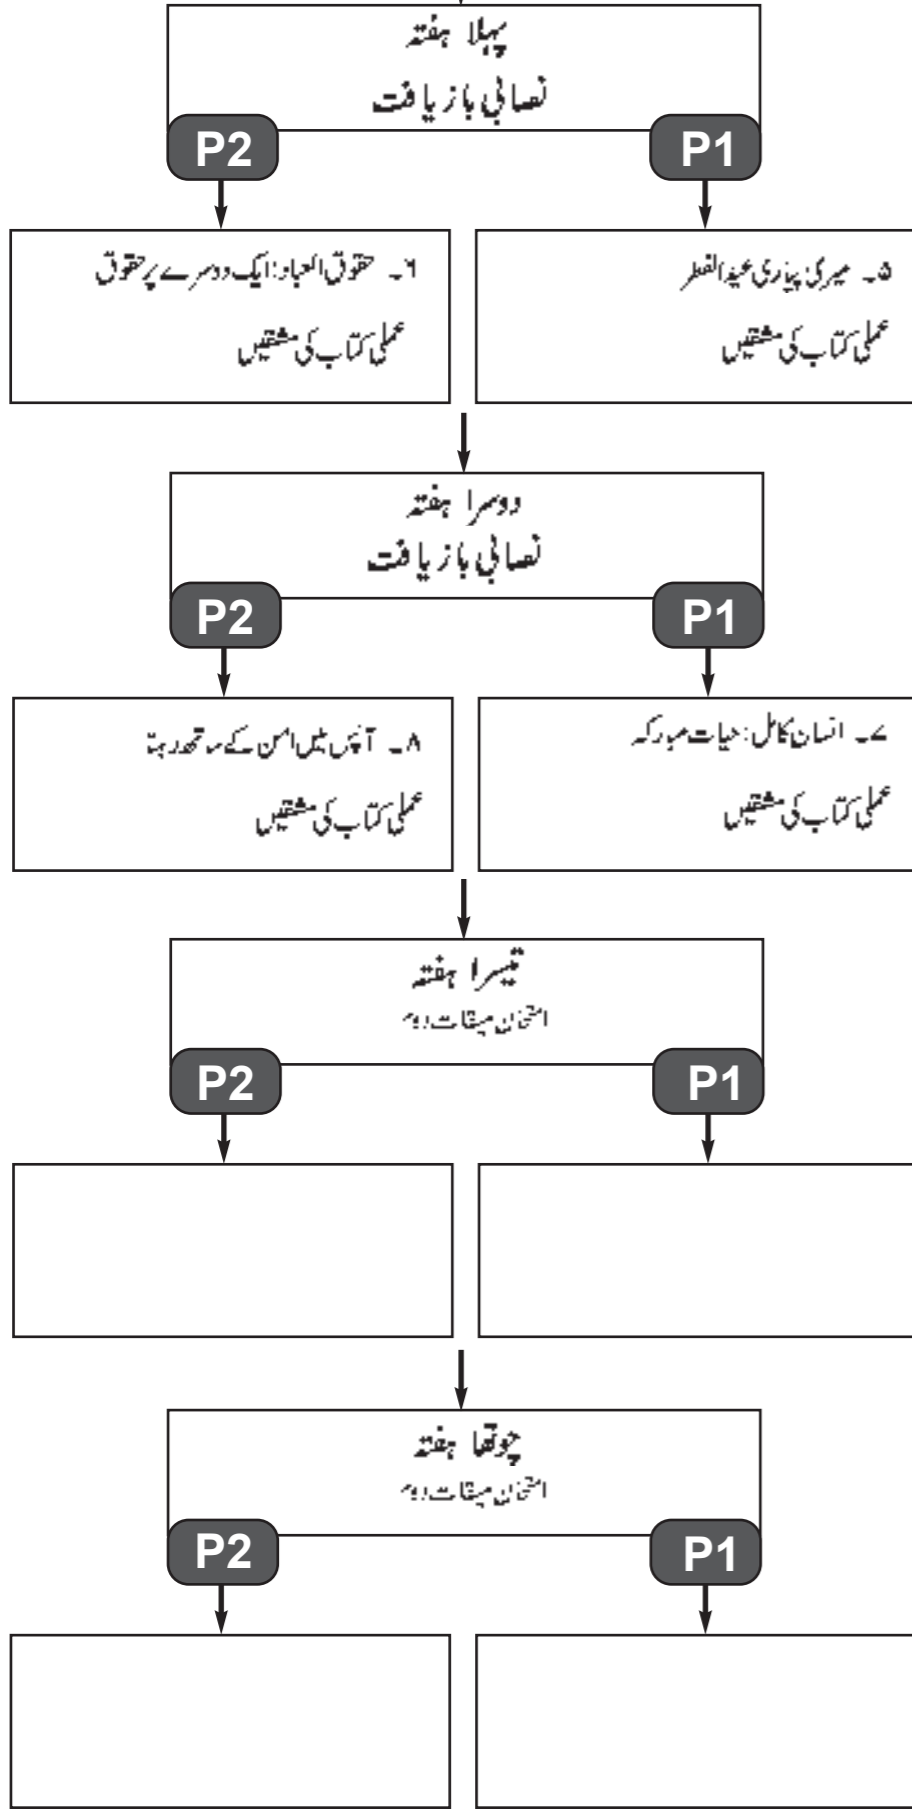 پہلا ہفتہ
نصابی بازیافت
P1
P2
۵۔ میری پیاری عیدالفطر
عملی کتاب کی مشقیں
۶۔ حقوق العباد: ایک دوسرے پر حقوق
عملی کتاب کی مشقیں
دوسرا ہفتہ
نصابی بازیافت
P1
P2
۷۔ انسان کامل: حیات مبارکہ
عملی کتاب کی مشقیں
۸۔ آپس میں امن کے ساتھ رہنا
عملی کتاب کی مشقیں
تیسرا ہفتہ
امتحان میقات دوم
P1
P2
چوتھا ہفتہ
امتحان میقات دوم
P1
P2